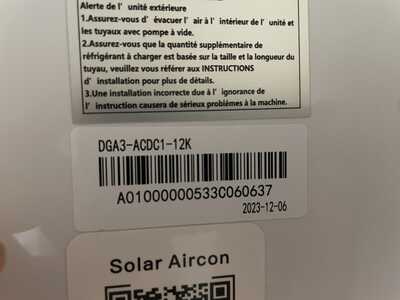 Alerte de l' unité extérieure
1.Assurez-vous d' évacuer l' air à l' intérieur de l' unité et
les tuyaux avec pompe à vide.
2.Assurez-vous que la quantité supplémentaire de
réfrigérant à charger est basée sur la taille et la longueur du
tuyau, veuillez vous référer aux INSTRUCTIONS
d' installation pour plus de détails.
3.Une installation incorrecte due à l' ignorance de
l' instruction causera de sérieux problèmes à la machine.
DGA3-ACDC1-12K
A01000000533C060637
2023-12-06
Solar Aircon